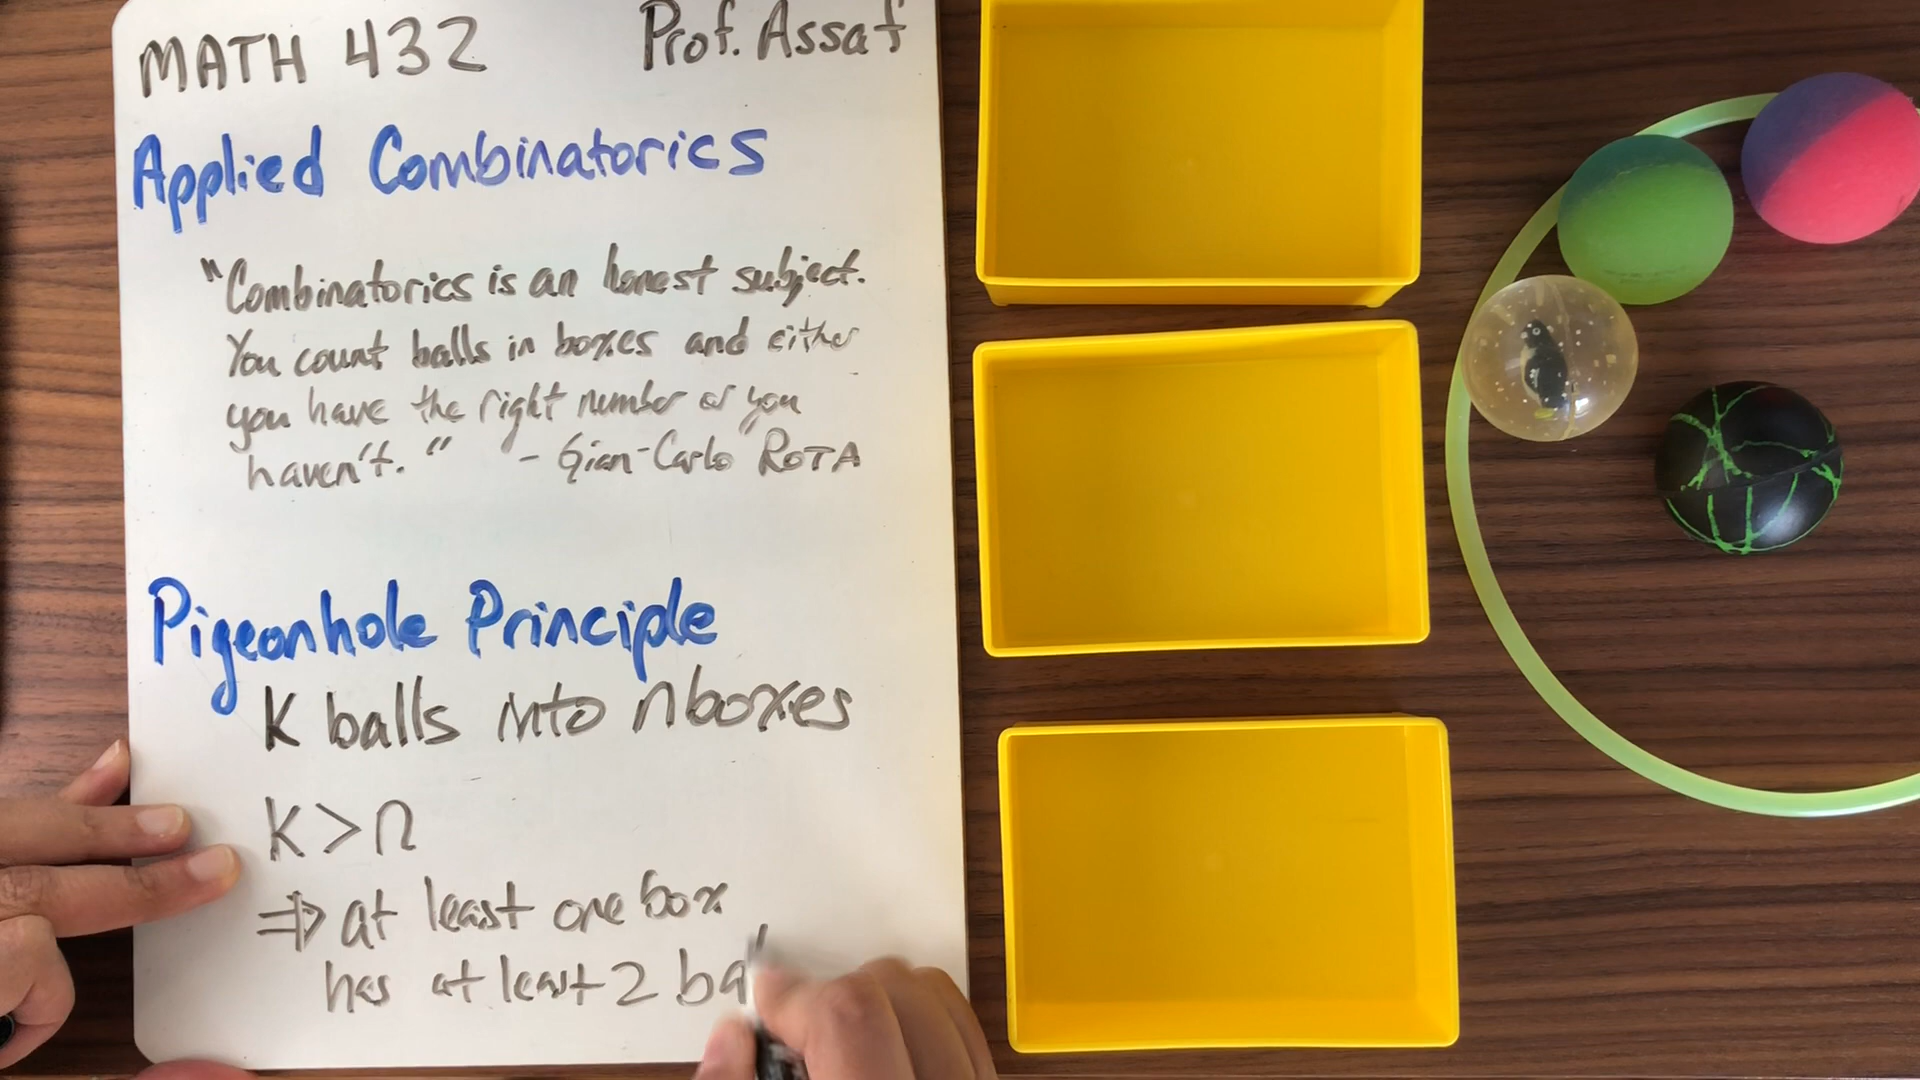 MATH 432 Prof. Assaf
Applied Combinatorics
"Combinatorics is an honest subject.
You count balls in boxes and either
you have the right number or you
haven't." - Gian-Carlo ROTA
Pigeonhole Principle
K balls into n boxes
K > n
⇒ at least one box
has at least 2 bal